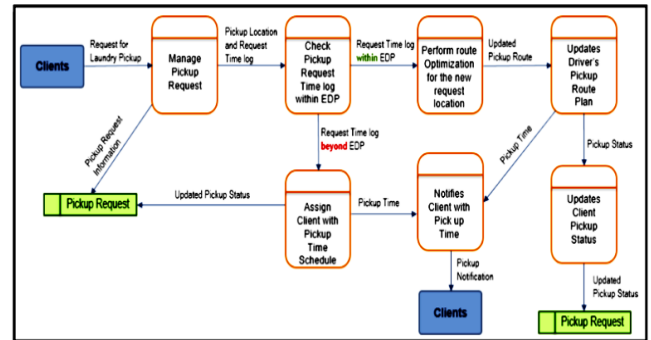 Clients
Request for
Laundry Pickup
Manage
Pickup
Request
Pickup Location
and Request
Time log
Check
Pickup
Request
Time log
within EDP
Request Time log
within EDP
Perform route
Optimization
for the new
request
location
Updated
Pickup Route
Updates
Driver's
Pickup
Route
Plan
Pickup Request
Information
Request Time log
beyond EDP
Pickup Time
Pickup Status
Pickup Request
Updated Pickup Status
Assign
Client with
Pickup
Time
Schedule
Pickup Time
Notifies
Client with
Pick up
Time
Updates
Client
Pickup
Status
Pickup
Notification
Updated
Pickup Status
Clients
Pickup Request